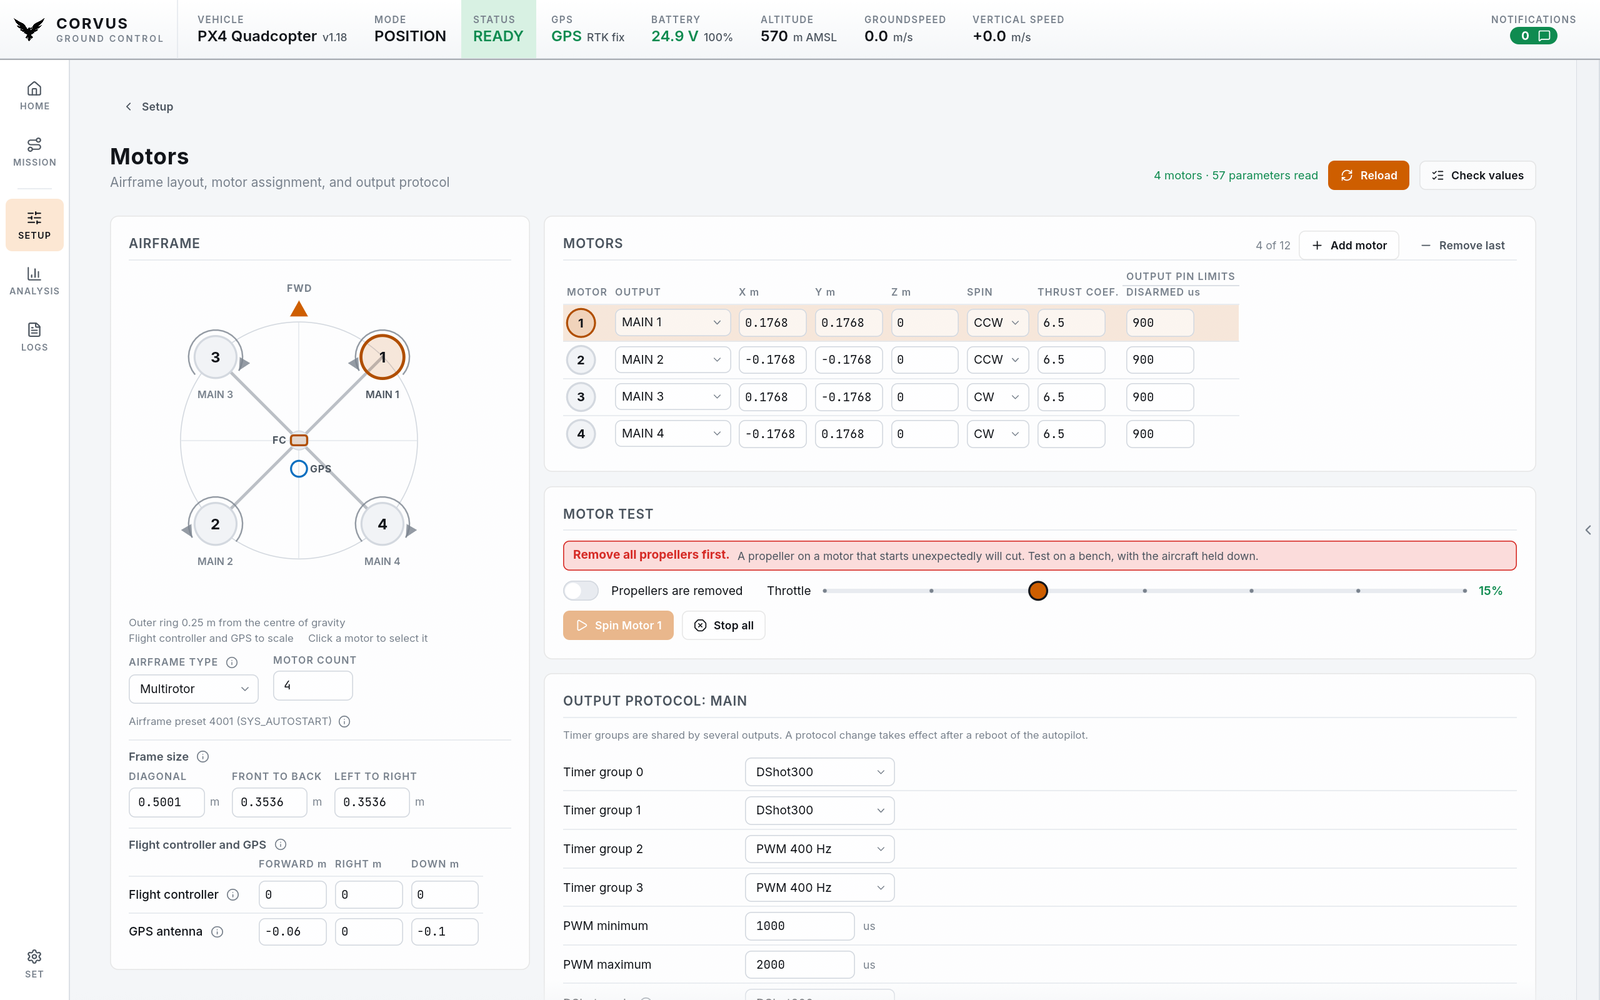 CORVUS
GROUND CONTROL
VEHICLE
PX4 Quadcopter v1.18
MODE
POSITION
STATUS
READY
GPS
GPS RTK fix
BATTERY
24.9 V 100%
ALTITUDE
570 m AMSL
GROUNDSPEED
0.0 m/s
VERTICAL SPEED
+0.0 m/s
NOTIFICATIONS
0
HOME
MISSION
SETUP
ANALYSIS
LOGS
SET
Setup
Motors
Airframe layout, motor assignment, and output protocol
4 motors · 57 parameters read
Reload
Check values
AIRFRAME
FWD
3
1
MAIN 3
MAIN 1
FC
GPS
2
4
MAIN 2
MAIN 4
Outer ring 0.25 m from the centre of gravity
Flight controller and GPS to scale Click a motor to select it
AIRFRAME TYPE
MOTOR COUNT
Multirotor
4
Airframe preset 4001 (SYS_AUTOSTART)
Frame size
DIAGONAL FRONT TO BACK LEFT TO RIGHT
0.5001 m 0.3536 m 0.3536 m
Flight controller and GPS
FORWARD m RIGHT m DOWN m
Flight controller 0 0 0
GPS antenna -0.06 0 -0.1
MOTORS
4 of 12
Add motor
Remove last
OUTPUT PIN LIMITS
MOTOR OUTPUT X m Y m Z m SPIN THRUST COEF. DISARMED us
1 MAIN 1 0.1768 0.1768 0 CCW 6.5 900
2 MAIN 2 -0.1768 -0.1768 0 CCW 6.5 900
3 MAIN 3 0.1768 -0.1768 0 CW 6.5 900
4 MAIN 4 -0.1768 0.1768 0 CW 6.5 900
MOTOR TEST
Remove all propellers first. A propeller on a motor that starts unexpectedly will cut. Test on a bench, with the aircraft held down.
Propellers are removed Throttle 15%
Spin Motor 1
Stop all
OUTPUT PROTOCOL: MAIN
Timer groups are shared by several outputs. A protocol change takes effect after a reboot of the autopilot.
Timer group 0 DShot300
Timer group 1 DShot300
Timer group 2 PWM 400 Hz
Timer group 3 PWM 400 Hz
PWM minimum 1000 us
PWM maximum 2000 us